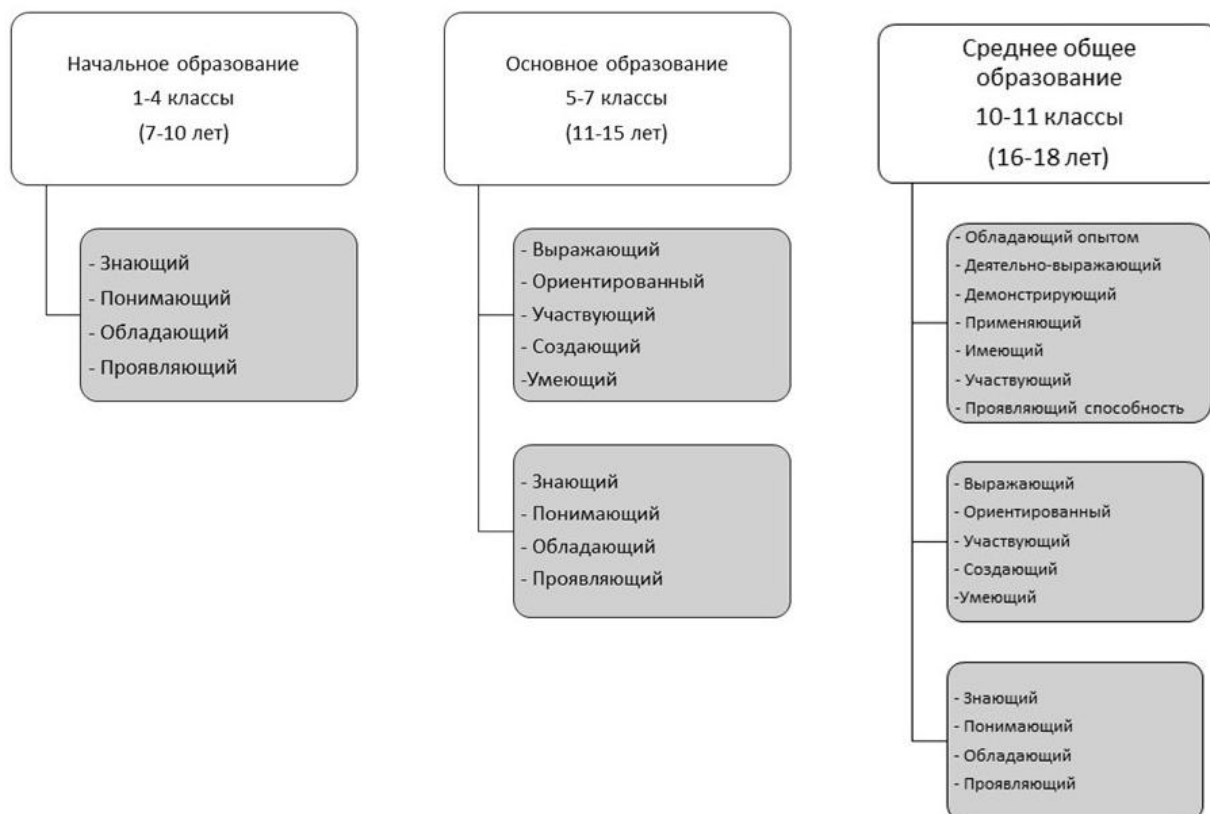 Начальное образование
1-4 классы
(7-10 лет)
- Знающий
- Понимающий
- Обладающий
- Проявляющий
Основное образование
5-7 классы
(11-15 лет)
- Выражающий
- Ориентированный
- Участвующий
- Создающий
-Умеющий
- Знающий
- Понимающий
- Обладающий
- Проявляющий
Среднее общее
образование
10-11 классы
(16-18 лет)
- Обладающий опытом
- Деятельно-выражающий
- Демонстрирующий
- Применяющий
- Имеющий
- Участвующий
- Проявляющий способность
- Выражающий
- Ориентированный
- Участвующий
- Создающий
-Умеющий
- Знающий
- Понимающий
- Обладающий
- Проявляющий